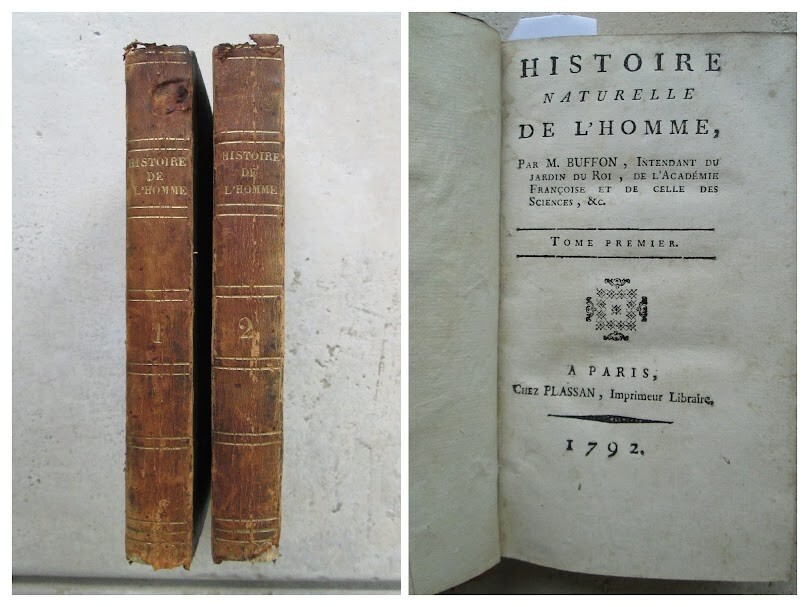 HISTOIRE
DE
L'HOMME
1
HISTOIRE
DE
L'HOMME
2
HISTOIRE
NATURELLE
DE L'HOMME,
PAR M. BUFFON, INTENDANT DU
JARDIN DU ROI, DE L'ACADÉMIE
FRANÇOISE ET DE CELLE DES
SCIENCES, &c.
TOME PREMIER.
A PARIS,
CHEZ PLASSAN, Imprimeur Libraire,
1792.